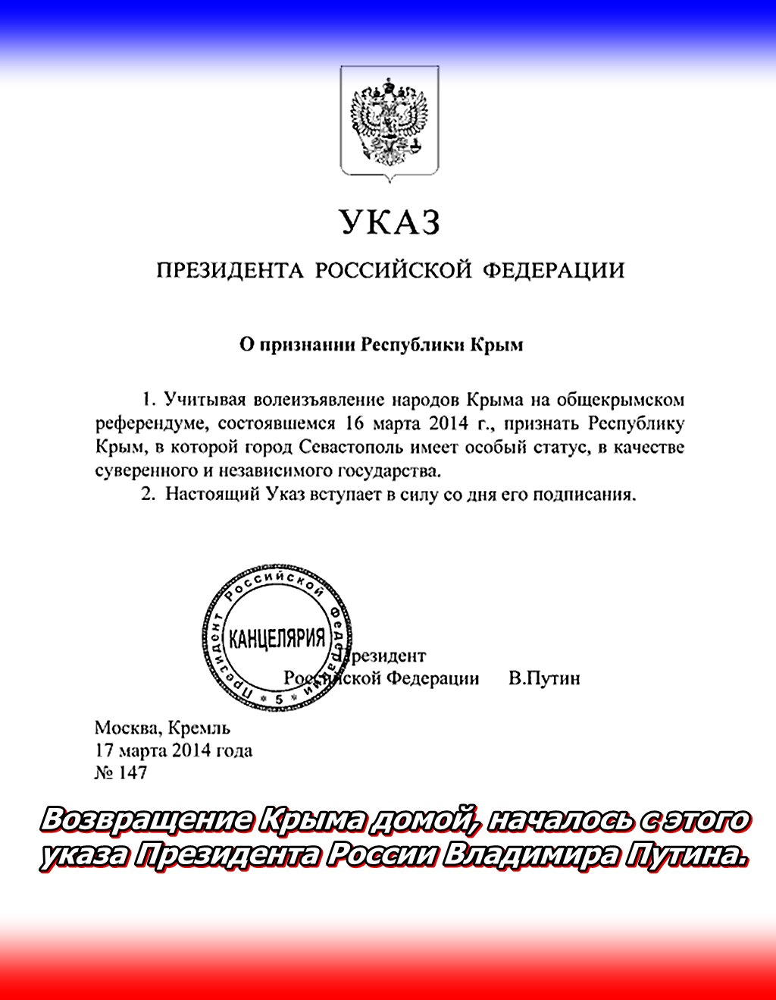 УКАЗ
ПРЕЗИДЕНТА РОССИЙСКОЙ ФЕДЕРАЦИИ
О признании Республики Крым
1. Учитывая волеизъявление народов Крыма на общекрымском
референдуме, состоявшемся 16 марта 2014 г., признать Республику
Крым, в которой город Севастополь имеет особый статус, в качестве
суверенного и независимого государства.
2. Настоящий Указ вступает в силу со дня его подписания.
Президент Российской Федерации
* 5 *
КАНЦЕЛЯРИЯ
Президент
Российской Федерации В.Путин
Москва, Кремль
17 марта 2014 года
№ 147
Возвращение Крыма домой, началось с этого
указа Президента России Владимира Путина.